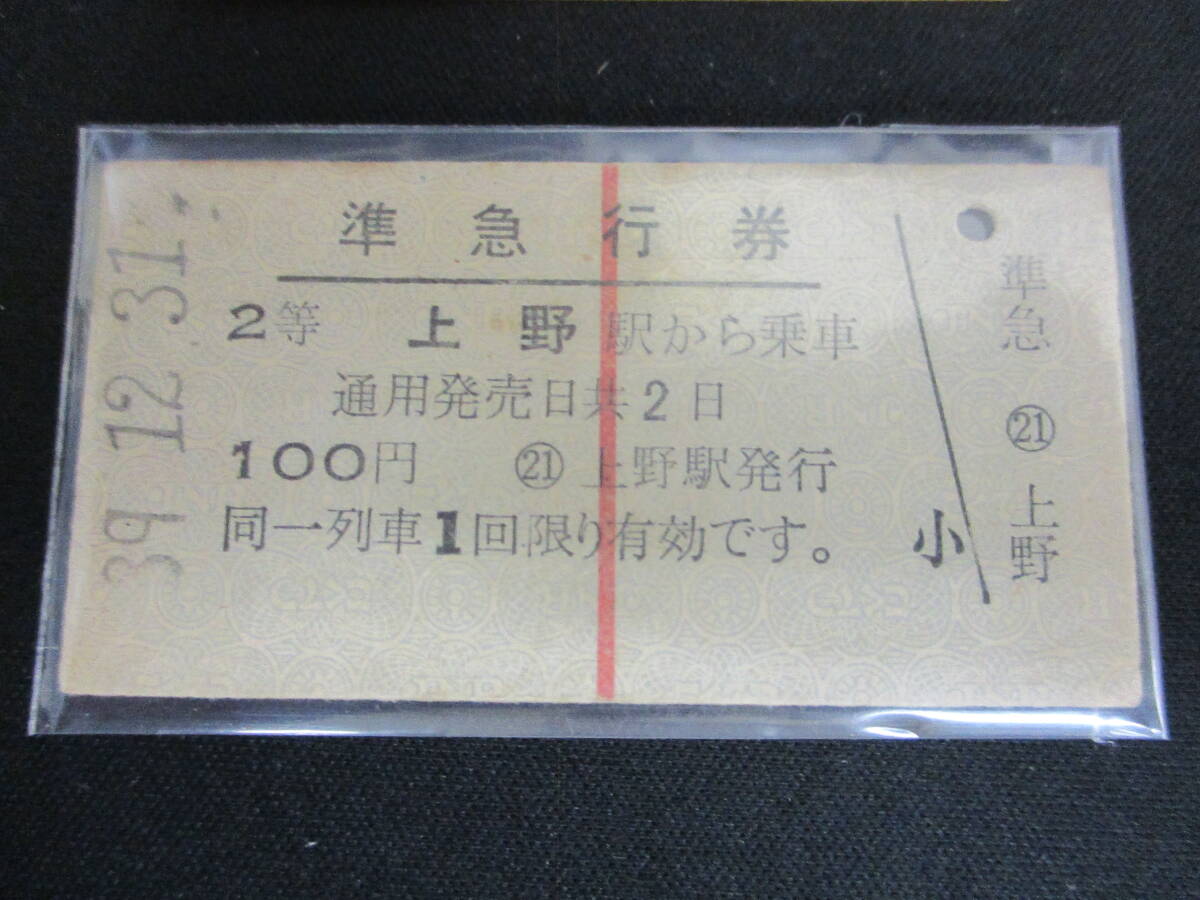 準急行券
2等 上野駅から乗車
通用発売日共2日
100円 ㉑上野駅発行
同一列車1回限り有効です。
小
準急 ㉑ 上野
39.12.31